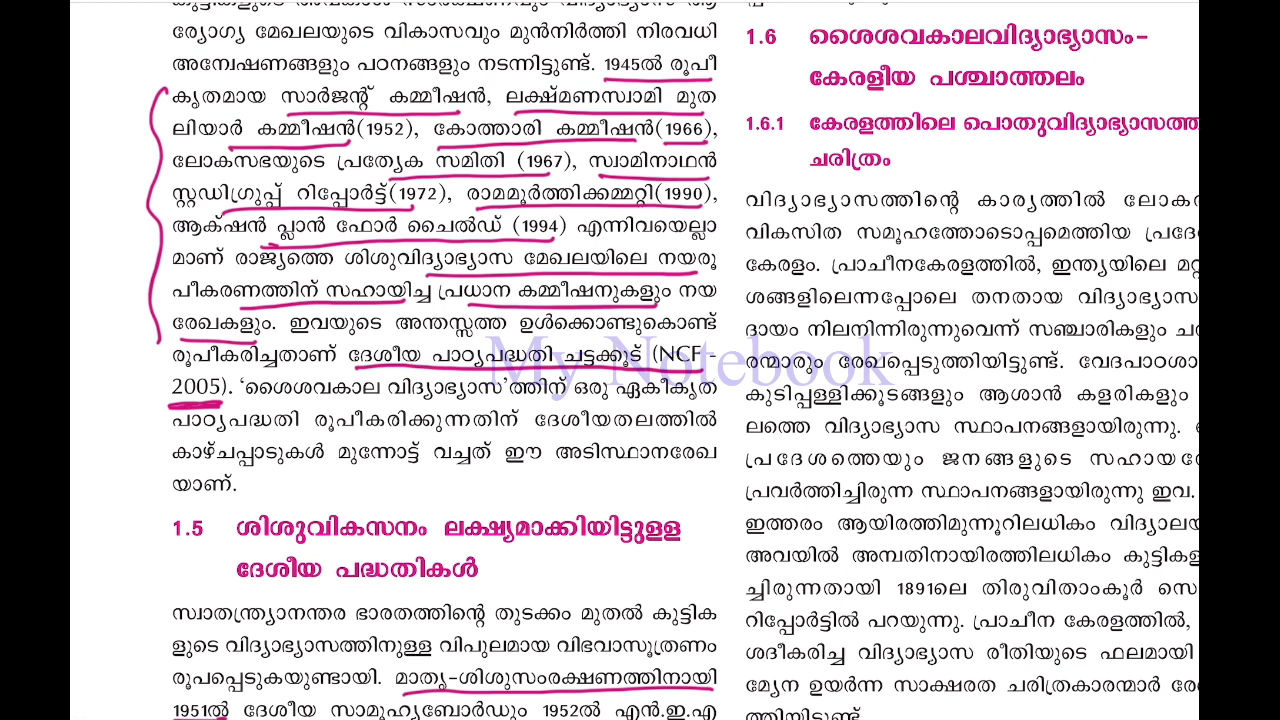 രോഗ്യ മേഖലയുടെ വികാസവും മുൻനിർത്തി നിരവധി
അന്വേഷണങ്ങളും പഠനങ്ങളും നടന്നിട്ടുണ്ട്. 1945ൽ രൂപീ
കൃതമായ സാർജന്റ് കമ്മീഷൻ, ലക്ഷ്മണസ്വാമി മുത
ലിയാർ കമ്മീഷൻ(1952), കോത്താരി കമ്മീഷൻ(1966),
ലോകസഭയുടെ പ്രത്യേക സമിതി (1967), സ്വാമിനാഥൻ
സ്റ്റഡിഗ്രൂപ്പ് റിപ്പോർട്ട്(1972), രാമമൂർത്തിക്കമ്മറ്റി(1990),
ആക്ഷൻ പ്ലാൻ ഫോർ ചൈൽഡ് (1994) എന്നിവയെല്ലാ
മാണ് രാജ്യത്തെ ശിശുവിദ്യാഭ്യാസ മേഖലയിലെ നയരൂ
പീകരണത്തിന് സഹായിച്ച പ്രധാന കമ്മീഷനുകളും നയ
രേഖകളും. ഇവയുടെ അന്തസ്സത്ത ഉൾക്കൊണ്ടുകൊണ്ട്
രൂപീകരിച്ചതാണ് ദേശീയ പാഠ്യപദ്ധതി ചട്ടക്കൂട് (NCF -
2005). ‘ശൈശവകാല വിദ്യാഭ്യാസ’ത്തിന് ഒരു ഏകീകൃത
പാഠ്യപദ്ധതി രൂപീകരിക്കുന്നതിന് ദേശീയതലത്തിൽ
കാഴ്ചപ്പാടുകൾ മുന്നോട്ട് വച്ചത് ഈ അടിസ്ഥാനരേഖ
യാണ്.
1.5 ശിശുവികസനം ലക്ഷ്യമാക്കിയിട്ടുളള
ദേശീയ പദ്ധതികൾ
സ്വാതന്ത്ര്യാനന്തര ഭാരതത്തിന്റെ തുടക്കം മുതൽ കുട്ടിക
ളുടെ വിദ്യാഭ്യാസത്തിനുള്ള വിപുലമായ വിഭവാസൂത്രണം
രൂപപ്പെടുകയുണ്ടായി. മാതൃ-ശിശുസംരക്ഷണത്തിനായി
1951ൽ ദേശീയ സാമൂഹ്യബോർഡും 1952ൽ എൻ.ഇ.എ
1.6 ശൈശവകാലവിദ്യാഭ്യാസം-
കേരളീയ പശ്ചാത്തലം
1.6.1 കേരളത്തിലെ പൊതുവിദ്യാഭ്യാസത്ത
ചരിത്രം
വിദ്യാഭ്യാസത്തിന്റെ കാര്യത്തിൽ ലോക
വികസിത സമൂഹത്തോടൊപ്പമെത്തിയ പ്രദേ
കേരളം. പ്രാചീനകേരളത്തിൽ, ഇന്ത്യയിലെ മറ്റ
ശങ്ങളിലെന്നപ്പോലെ തനതായ വിദ്യാഭ്യാസ
ദായം നിലനിന്നിരുന്നുവെന്ന് സഞ്ചാരികളും ച
രന്മാരും രേഖപ്പെടുത്തിയിട്ടുണ്ട്. വേദപാഠശാ
കുടിപ്പള്ളിക്കൂടങ്ങളും ആശാൻ കളരികളും
ലത്തെ വിദ്യാഭ്യാസ സ്ഥാപനങ്ങളായിരുന്നു.
പ്രദേശത്തെയും ജനങ്ങളുടെ സഹായ
പ്രവർത്തിച്ചിരുന്ന സ്ഥാപനങ്ങളായിരുന്നു ഇവ.
ഇത്തരം ആയിരത്തിമുന്നൂറിലധികം വിദ്യാല
അവയിൽ അമ്പതിനായിരത്തിലധികം കുട്ടിക
ച്ചിരുന്നതായി 1891ലെ തിരുവിതാംകൂർ സെ
റിപ്പോർട്ടിൽ പറയുന്നു. പ്രാചീന കേരളത്തിൽ,
ശദീകരിച്ച വിദ്യാഭ്യാസ രീതിയുടെ ഫലമായി
മ്യേന ഉയർന്ന സാക്ഷരത ചരിത്രകാരന്മാർ രേ
My Notebook